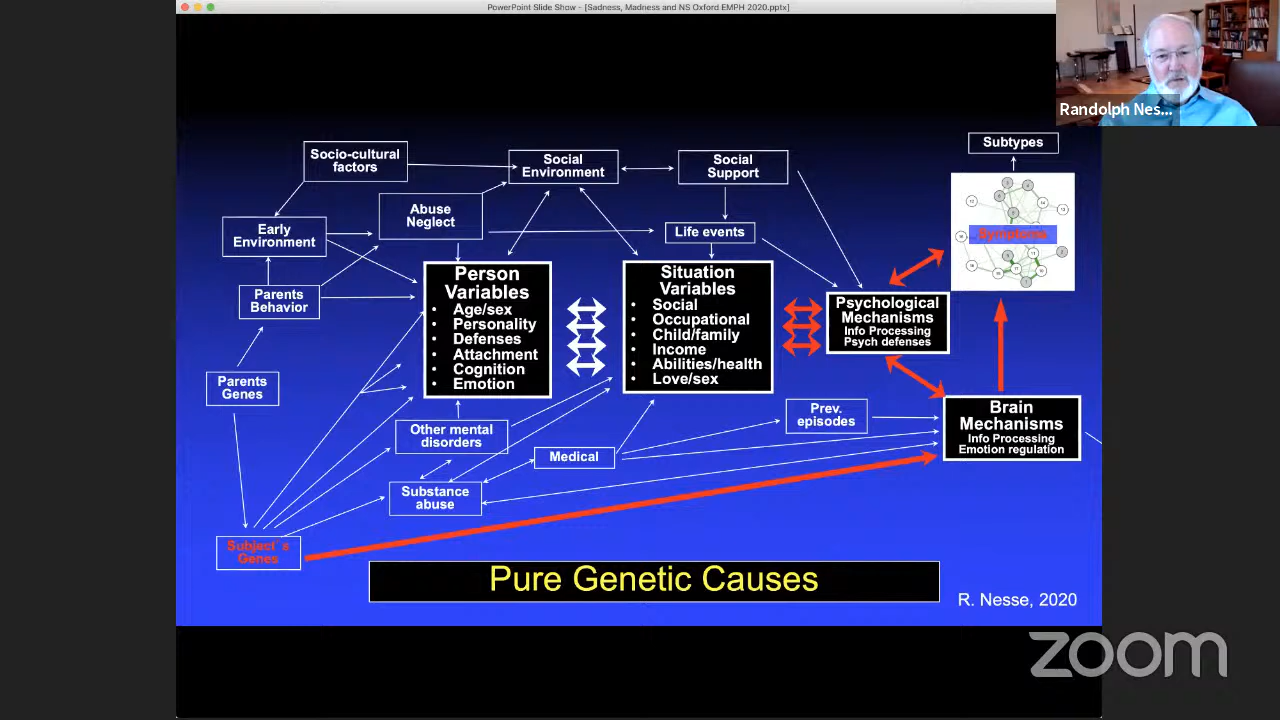 PowerPoint Slide Show - [Sadness, Madness and NS Oxford EMPH 2020.pptx]
Randolph Nes...
Subtypes
Socio-cultural
factors
Social
Environment
Social
Support
Abuse
Neglect
Early
Environment
Life events
Symptoms
Parents
Behavior
Person
Variables
• Age/sex
• Personality
• Defenses
• Attachment
• Cognition
• Emotion
Situation
Variables
• Social
• Occupational
• Child/family
• Income
• Abilities/health
• Love/sex
Psychological
Mechanisms
Info Processing
Psych defenses
Parents
Genes
Other mental
disorders
Prev.
episodes
Brain
Mechanisms
Info Processing
Emotion regulation
Medical
Substance
abuse
Subject´s
Genes
Pure Genetic Causes
R. Nesse, 2020
zoom